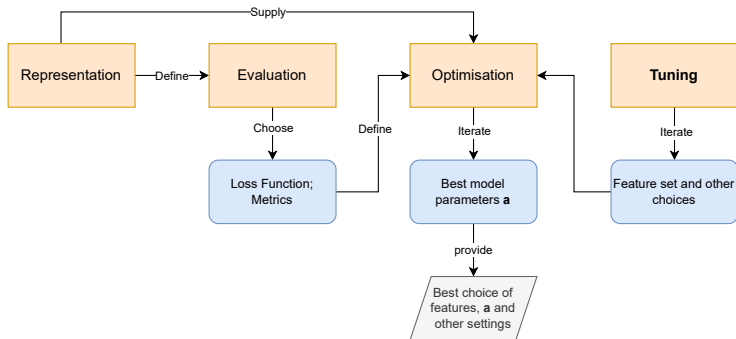 Supply
Representation
Define
Evaluation
Optimisation
Tuning
Choose
Define
Iterate
Iterate
Loss Function;
Metrics
Best model
parameters a
Feature set and other
choices
provide
Best choice of
features, a and
other settings